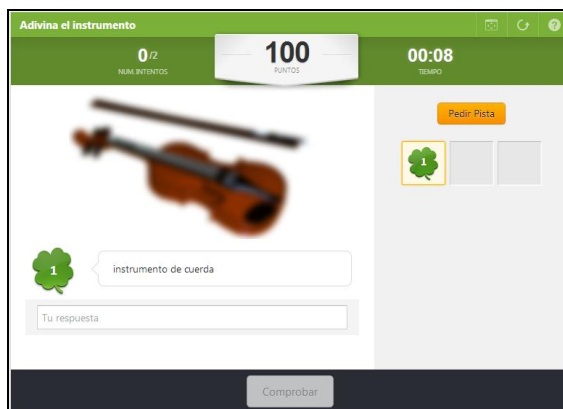 Adivina el instrumento
0/2
NUM.INTENTOS
100
PUNTOS
00:08
TIEMPO
Pedir Pista
1
1
instrumento de cuerda
Tu respuesta
Comprobar